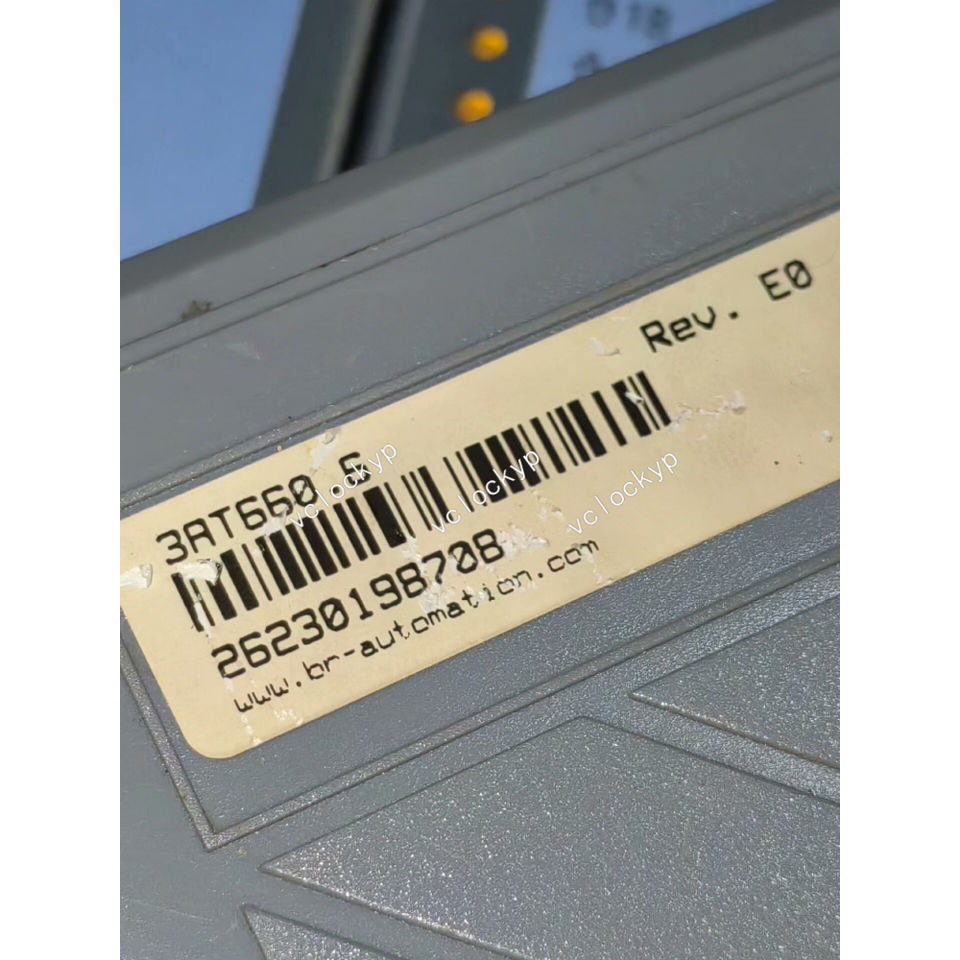 Rev. E0
3AT660.6
26230198708
www.br-automation.com
vclockyp
vclockyp
vclockyp